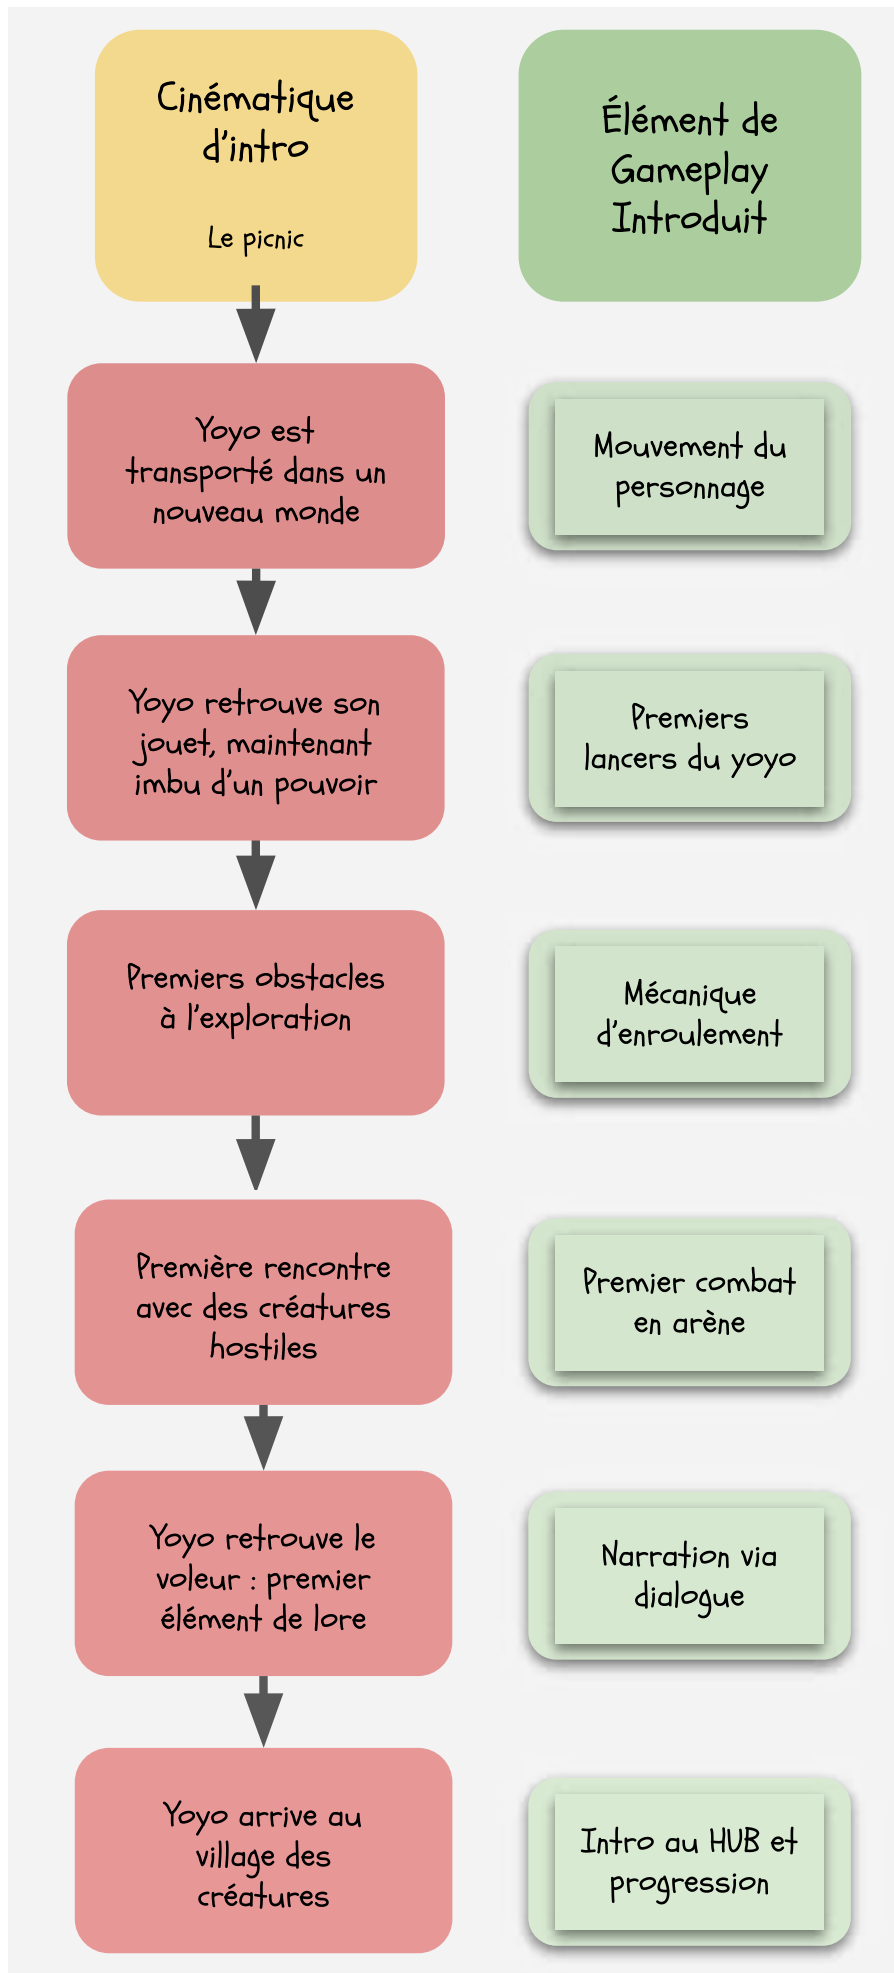 Cinématique
d'intro
Le picnic
Élément de
Gameplay
Introduit
Yoyo est
transporté dans un
nouveau monde
Mouvement du
personnage
Yoyo retrouve son
jouet, maintenant
imbu d'un pouvoir
Premiers
lancers du yoyo
Premiers obstacles
à l'exploration
Mécanique
d'enroulement
Première rencontre
avec des créatures
hostiles
Premier combat
en arène
Yoyo retrouve le
voleur : premier
élément de lore
Narration via
dialogue
Yoyo arrive au
village des
créatures
Intro au HUB et
progression